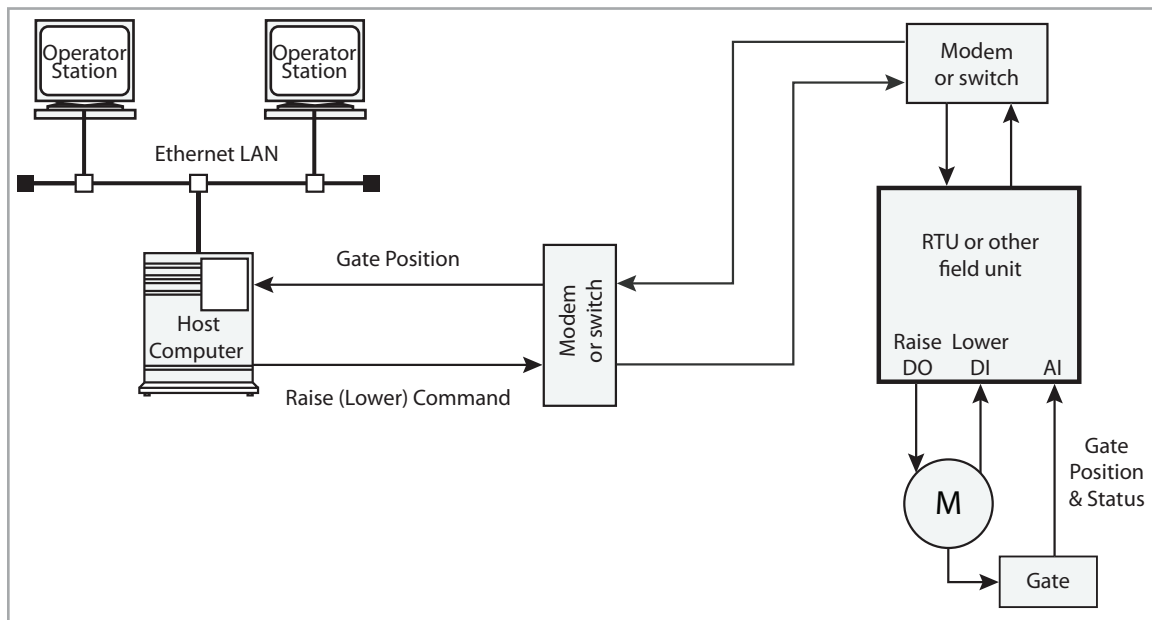 Operator
Station
Operator
Station
Ethernet LAN
Modem
or switch
Gate Position
Host
Computer
Modem
or switch
Raise (Lower) Command
RTU or other
field unit
Raise Lower
DO DI AI
Gate
Position
& Status
M
Gate